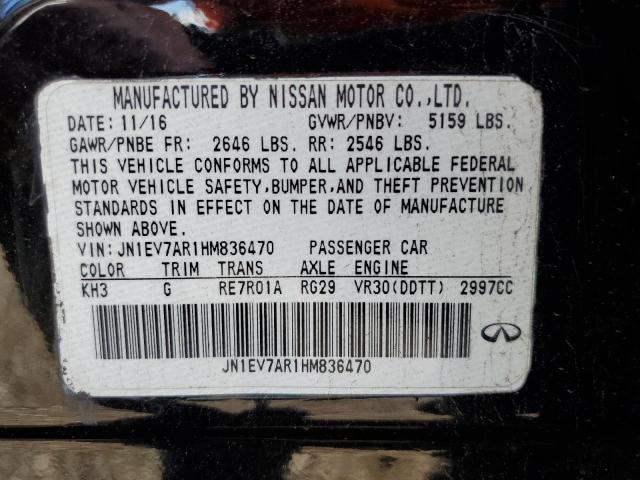 MANUFACTURED BY NISSAN MOTOR CO.,LTD.
DATE: 11/16 GVWR/PNBV: 5159 LBS.
GAWR/PNBE FR: 2646 LBS. RR: 2546 LBS.
THIS VEHICLE CONFORMS TO ALL APPLICABLE FEDERAL
MOTOR VEHICLE SAFETY,BUMPER,AND THEFT PREVENTION
STANDARDS IN EFFECT ON THE DATE OF MANUFACTURE
SHOWN ABOVE.
VIN: JN1EV7AR1HM836470 PASSENGER CAR
COLOR TRIM TRANS AXLE ENGINE
KH3 G RE7R01A RG29 VR30(DDTT) 2997CC
JN1EV7AR1HM836470